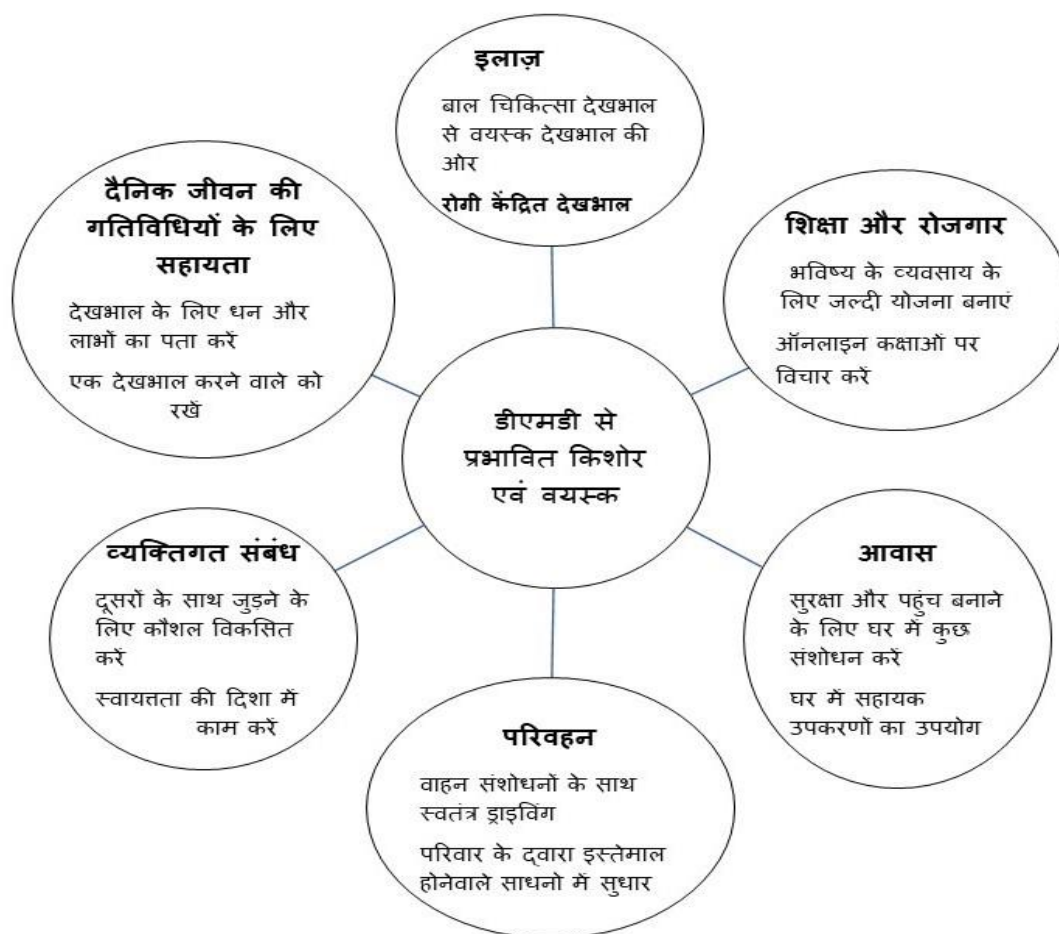 इलाज़
बाल चिकित्सा देखभाल
से वयस्क देखभाल की
ओर
रोगी केंद्रित देखभाल
दैनिक जीवन की
गतिविधियों के लिए
सहायता
देखभाल के लिए धन और
लाभों का पता करें
एक देखभाल करने वाले को
रखें
शिक्षा और रोजगार
भविष्य के व्यवसाय के
लिए जल्दी योजना बनाएं
ऑनलाइन कक्षाओं पर
विचार करें
डीएमडी से
प्रभावित किशोर
एवं वयस्क
व्यक्तिगत संबंध
दूसरों के साथ जुड़ने के
लिए कौशल विकसित
करें
स्वायत्तता की दिशा में
काम करें
आवास
सुरक्षा और पहुंच बनाने
के लिए घर में कुछ
संशोधन करें
घर में सहायक
उपकरणों का उपयोग
परिवहन
वाहन संशोधनों के साथ
स्वतंत्र ड्राइविंग
परिवार के द्वारा इस्तेमाल
होनेवाले साधनो में सुधार